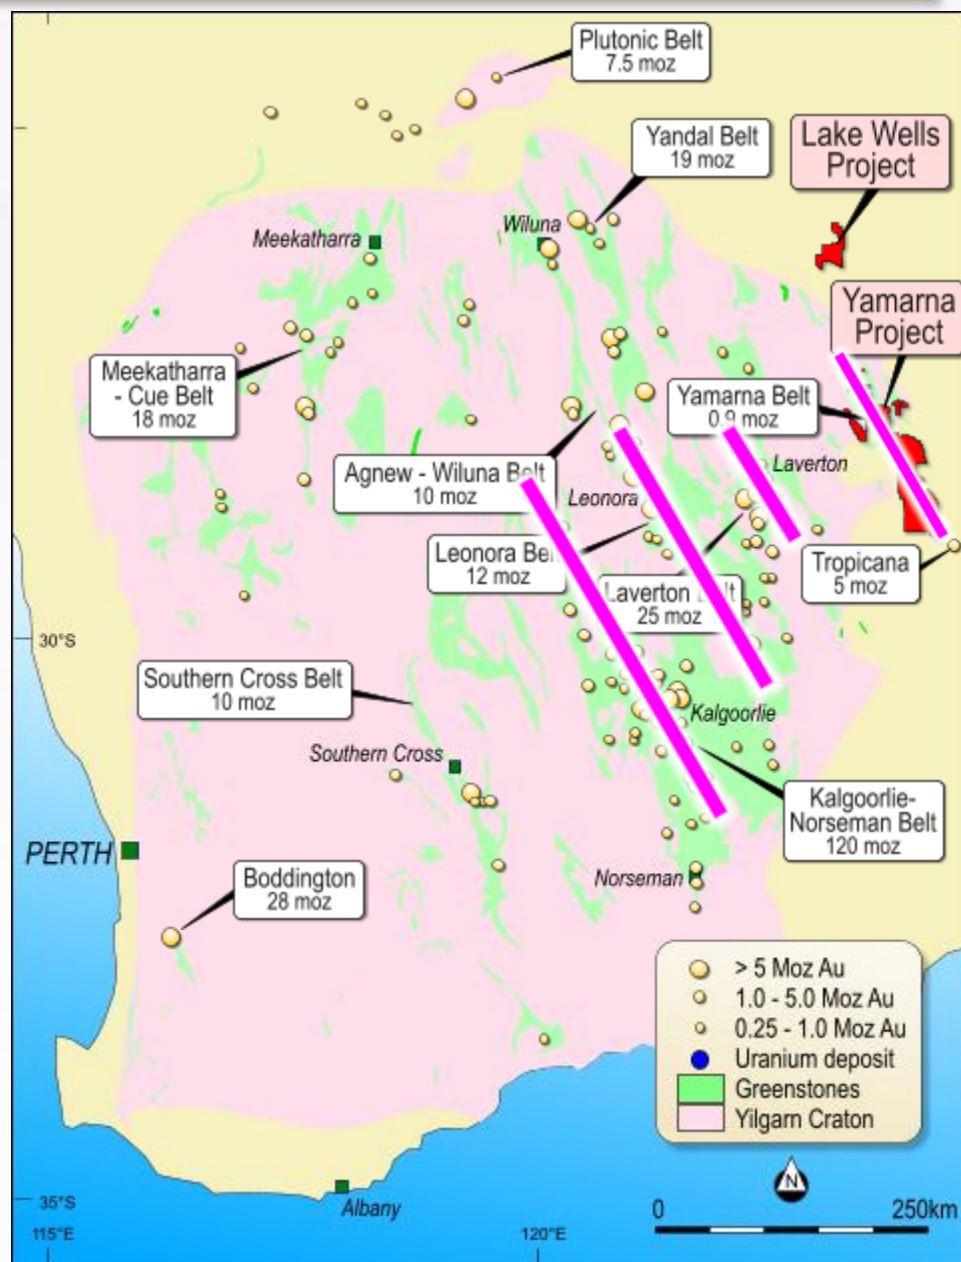 Plutonic Belt
7.5 moz
Yandal Belt
19 moz
Lake Wells
Project
Meekatharra
Wiluna
Yamarna
Project
Meekatharra
- Cue Belt
18 moz
Yamarna Belt
0.9 moz
Agnew - Wiluna Belt
10 moz
Laverton
Leonora
Leonora Belt
12 moz
Laverton Belt
25 moz
Tropicana
5 moz
30°S
Southern Cross Belt
10 moz
Kalgoorlie
Southern Cross
Kalgoorlie-
Norseman Belt
120 moz
PERTH
Boddington
28 moz
Norseman
> 5 Moz Au
1.0 - 5.0 Moz Au
0.25 - 1.0 Moz Au
Uranium deposit
Greenstones
Yilgarn Craton
N
35°S
Albany
0
250km
115°E
120°E